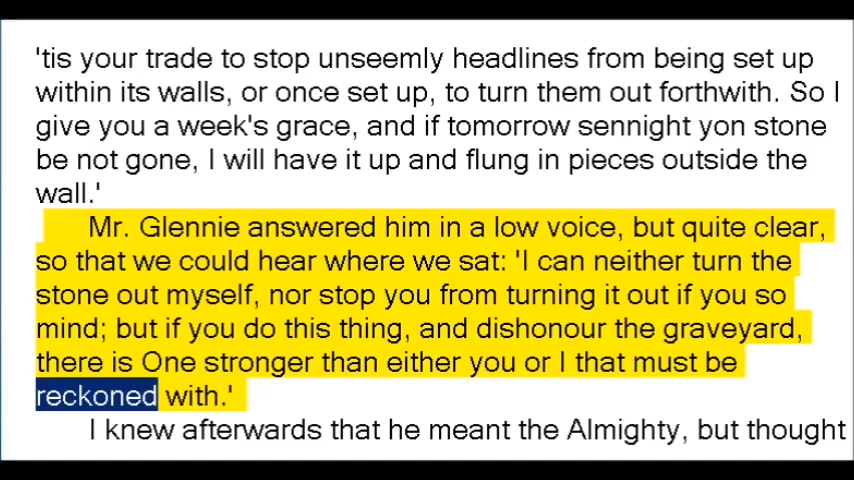 'tis your trade to stop unseemly headlines from being set up
within its walls, or once set up, to turn them out forthwith. So I
give you a week's grace, and if tomorrow sennight yon stone
be not gone, I will have it up and flung in pieces outside the
wall.'
Mr. Glennie answered him in a low voice, but quite clear,
so that we could hear where we sat: 'I can neither turn the
stone out myself, nor stop you from turning it out if you so
mind; but if you do this thing, and dishonour the graveyard,
there is One stronger than either you or I that must be
reckoned with.'
I knew afterwards that he meant the Almighty, but thought